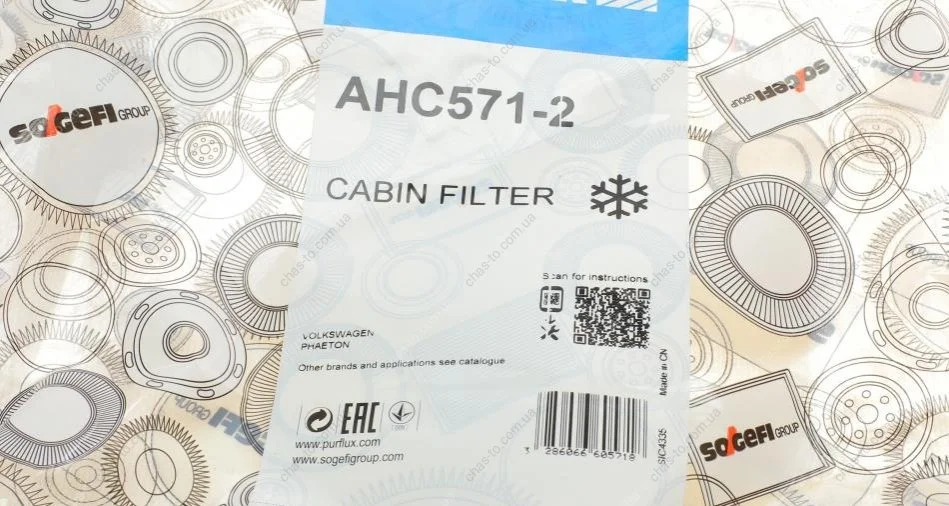 AHC571-2
CABIN FILTER
Scan for instructions
VOLKSWAGEN
PHAETON
Other brands and applications see catalogue
Made in CN
EAC
www.purflux.com
www.sogefigroup.com
3 286066 605718
SIC4335
SOGEFI GROUP
SOGEFI GROUP
SOGEFI GROUP
chas-to.com.ua